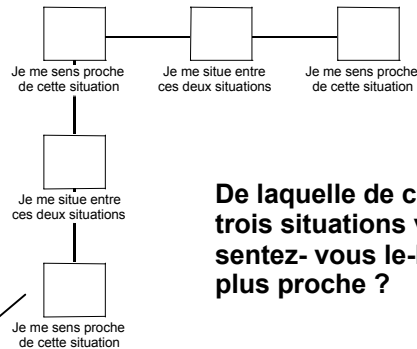 Je me sens proche
de cette situation
Je me situe entre
ces deux situations
Je me sens proche
de cette situation
Je me situe entre
ces deux situations
De laquelle de
trois situations
sentez- vous
plus proche ?
Je me sens proche
de cette situation